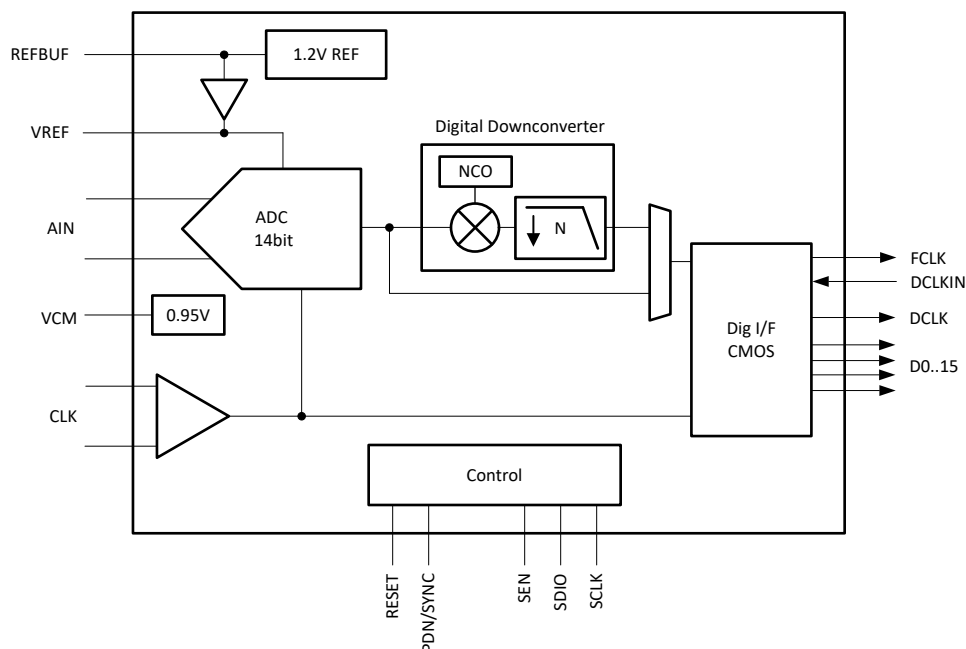 REFBUF
1.2V REF
VREF
Digital Downconverter
NCO
ADC
14bit
N
AIN
FCLK
DCLKIN
VCM
0.95V
DCLK
Dig I/F
CMOS
D0..15
CLK
Control
RESET
PDN/SYNC
SEN
SDIO
SCLK